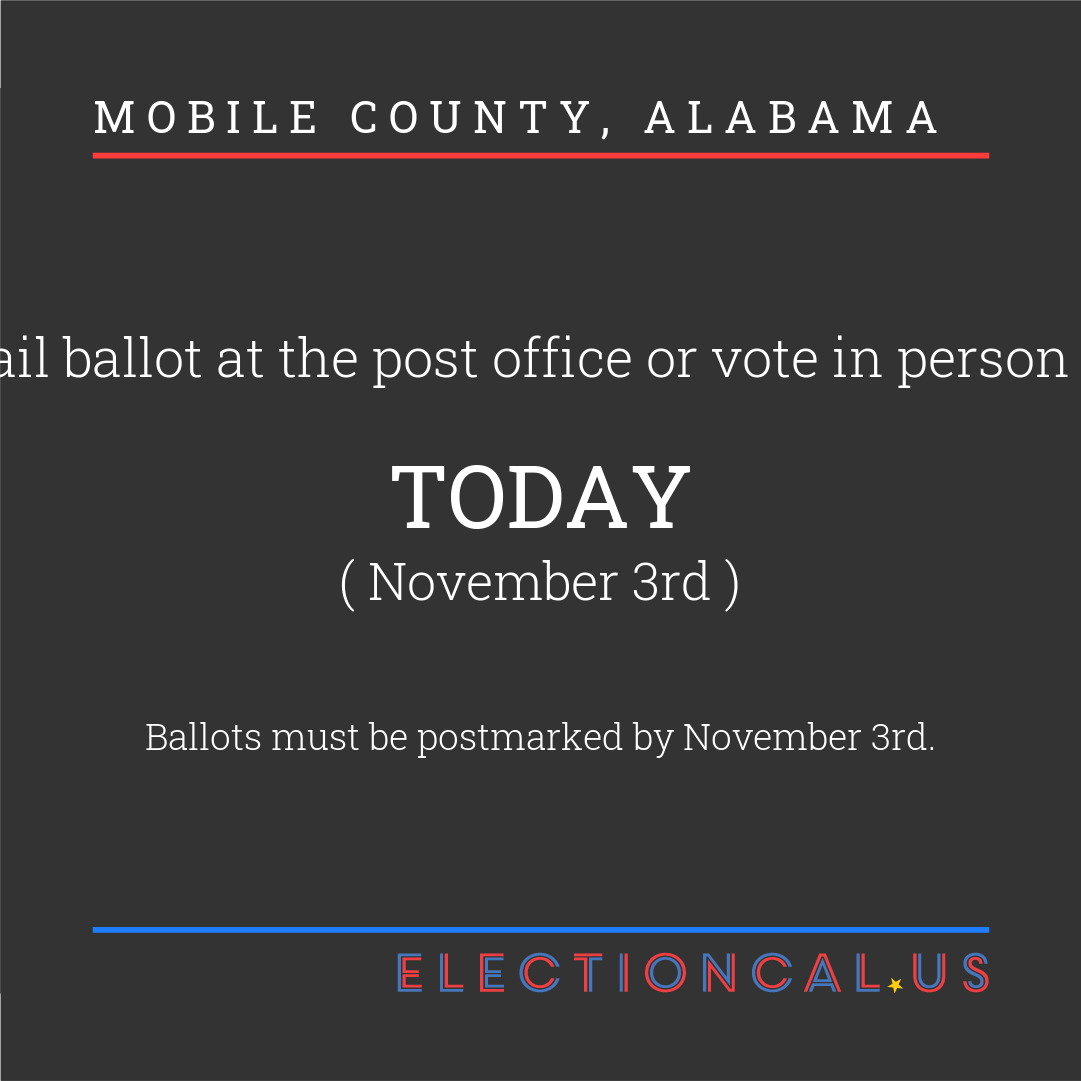 MOBILE COUNTY, ALABAMA
ail ballot at the post office or vote in person
TODAY
( November 3rd )
Ballots must be postmarked by November 3rd.
ELECTIONCAL.US